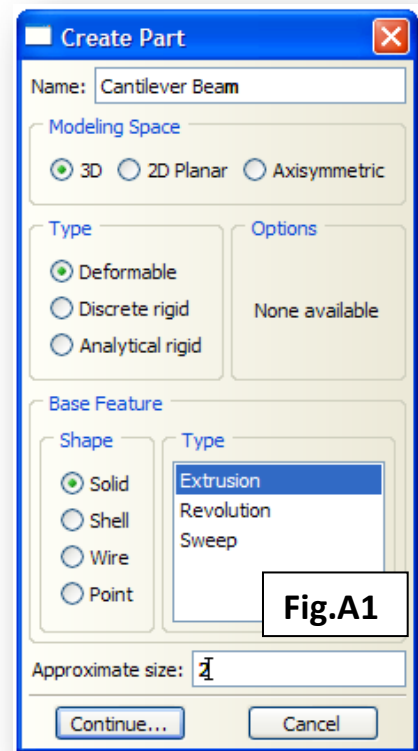 Create Part
Name: Cantilever Beam
Modeling Space
3D 2D Planar Axisymmetric
Type
Deformable
Discrete rigid
Analytical rigid
Options
None available
Base Feature
Shape
Solid
Shell
Wire
Point
Type
Extrusion
Revolution
Sweep
Fig.A1
Approximate size: 2
Continue... Cancel